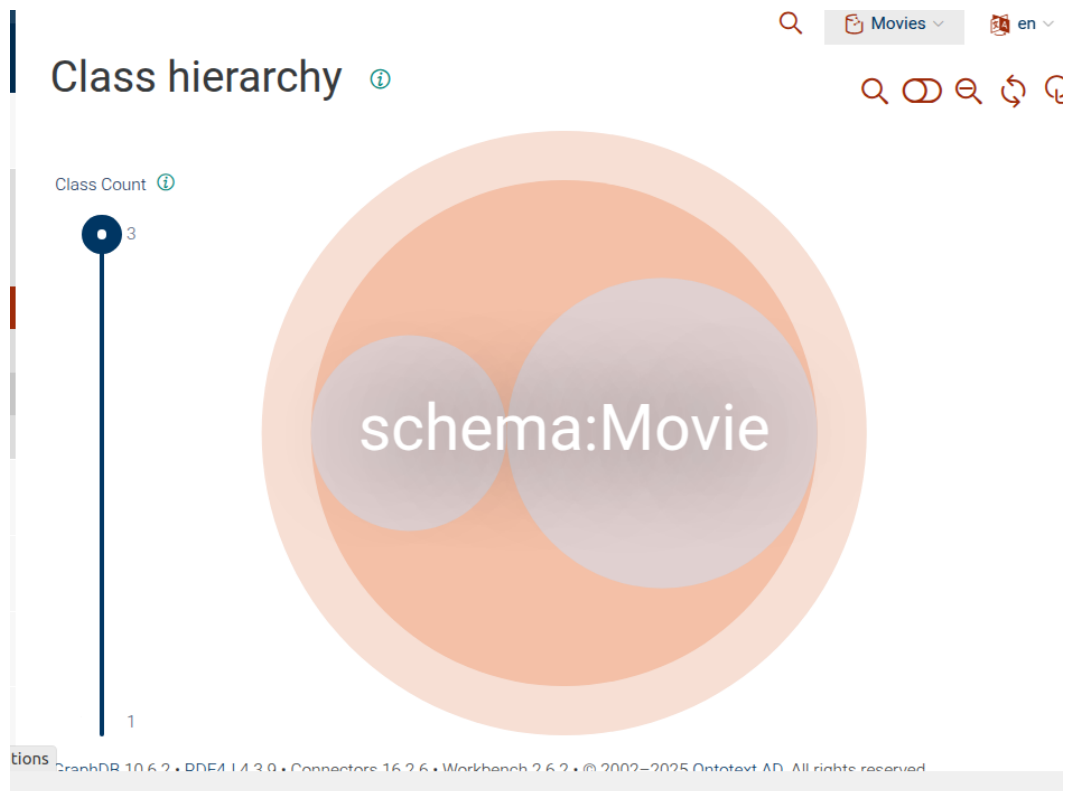 Movies
en
Class hierarchy
Class Count
3
schema:Movie
1
tions
GraphDB 10.6.2 • RDF4J 4.3.9 • Connectors 16.2.6 • Workbench 2.6.2 • © 2002–2025 Ontotext AD. All rights reserved.